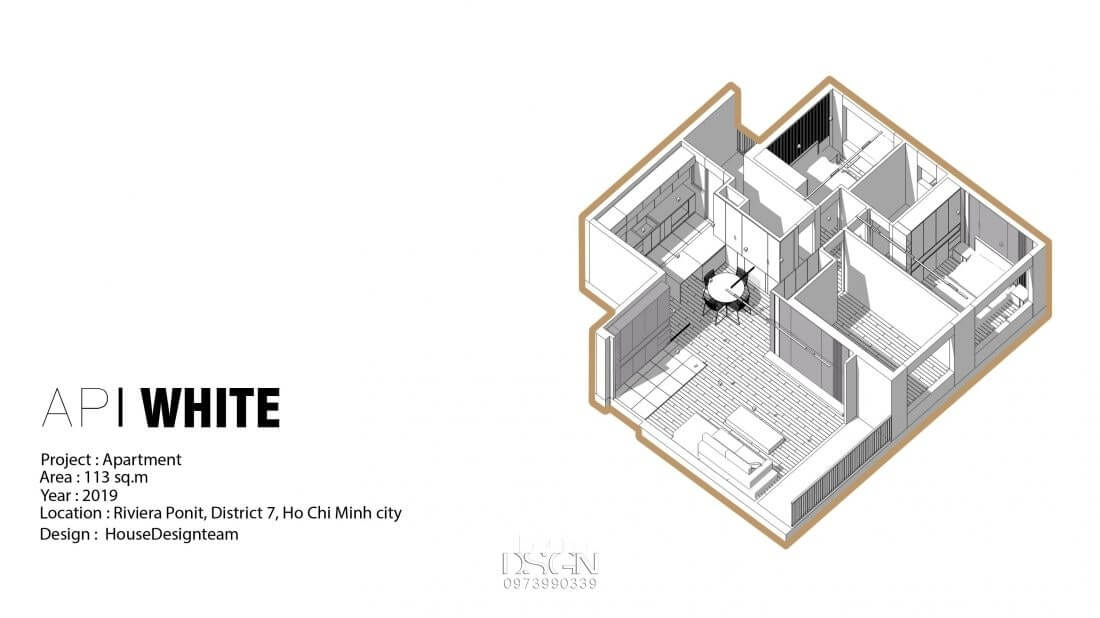 API WHITE
Project : Apartment
Area : 113 sq.m
Year : 2019
Location : Riviera Ponit, District 7, Ho Chi Minh city
Design : HouseDesignteam
DSGN
0973990339